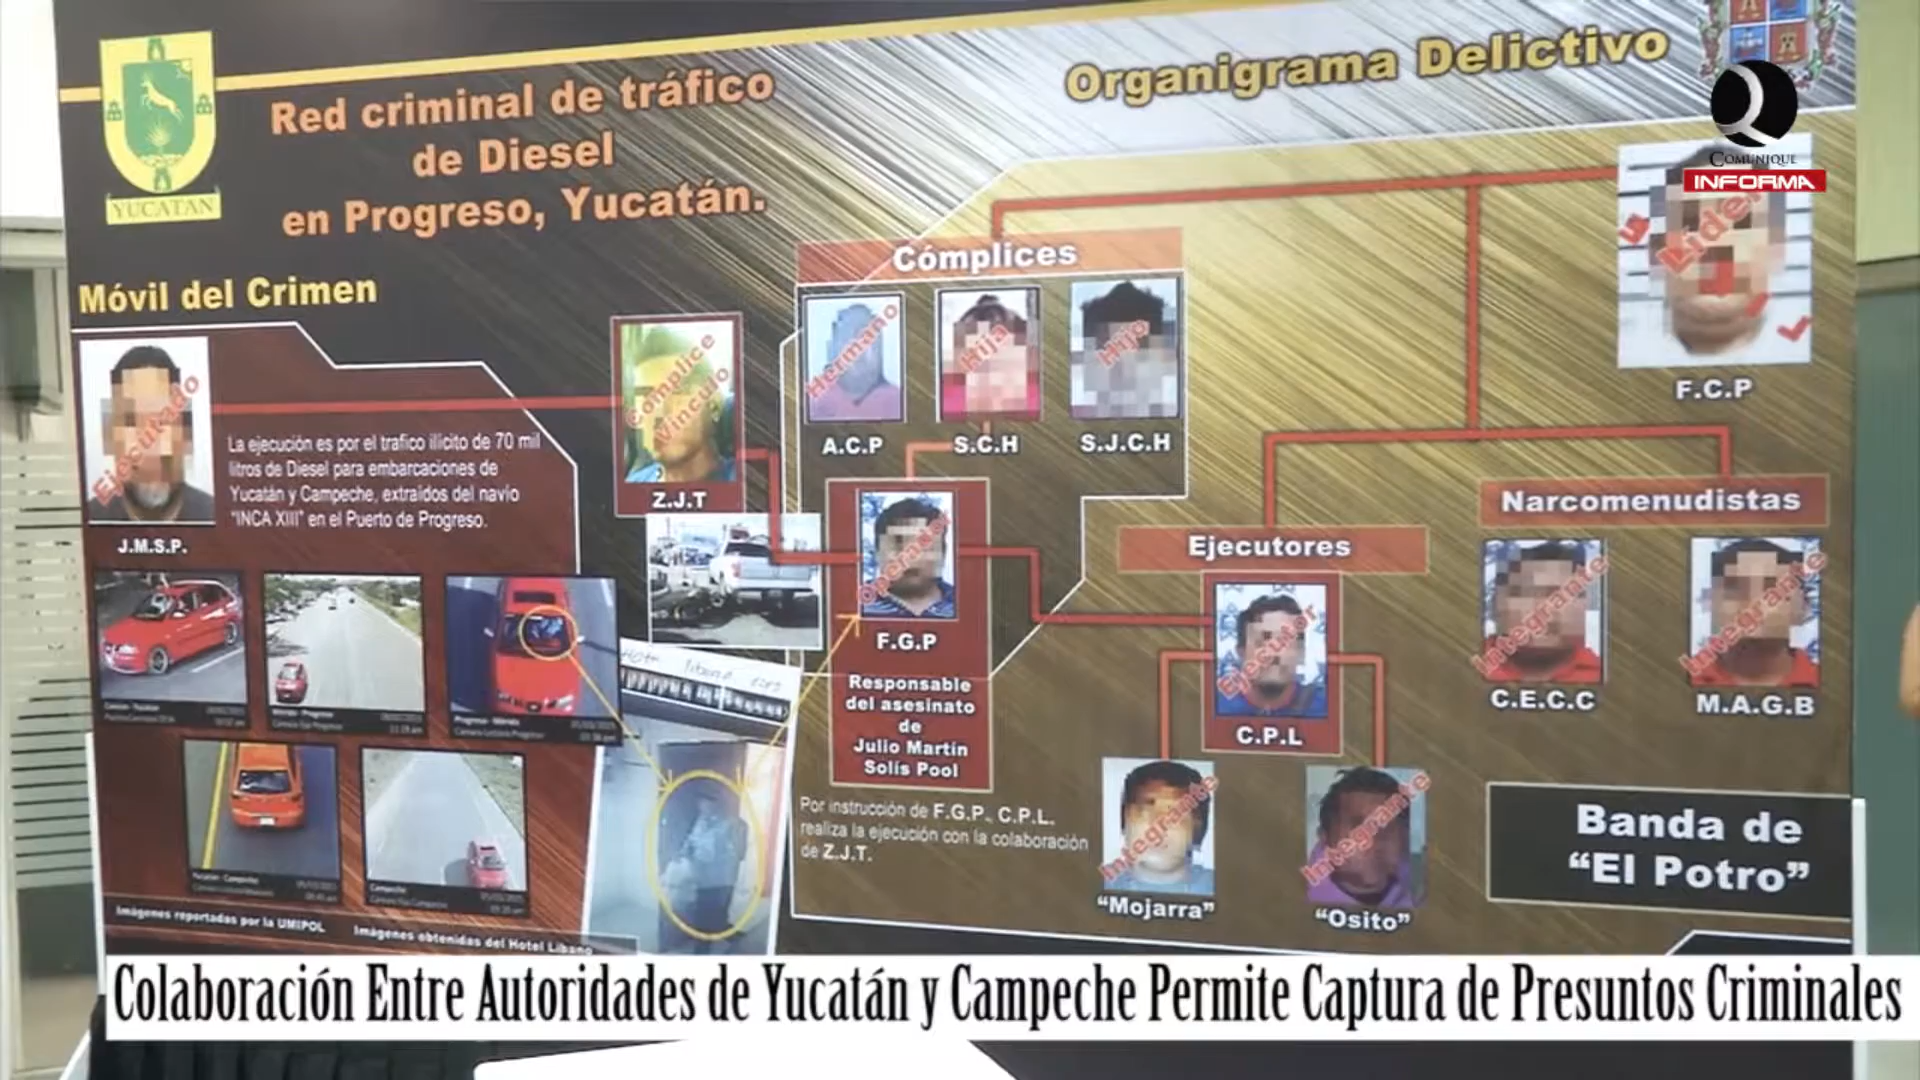 YUCATAN
Red criminal de tráfico
de Diesel
en Progreso, Yucatán.
Organigrama Delictivo
COMUNIQUE
INFORMA
Móvil del Crimen
Ejecutado
J.M.S.P.
La ejecución es por el trafico ilícito de 70 mil
litros de Diesel para embarcaciones de
Yucatán y Campeche, extraídos del navío
"INCA XIII" en el Puerto de Progreso.
Complice
Vinculo
Z.J.T
Cómplices
Hermano
A.C.P
Hija
S.C.H
Hijo
S.J.C.H
Lider
F.C.P
Operador
F.G.P
Responsable
del asesinato
de
Julio Martín
Solís Pool
Por instrucción de F.G.P., C.P.L.
realiza la ejecución con la colaboración
de Z.J.T.
Ejecutores
Ejecutor
C.P.L
Integrante
"Mojarra"
Integrante
"Osito"
Narcomenudistas
Integrante
C.E.C.C
Integrante
M.A.G.B
Banda de
"El Potro"
Imágenes reportadas por la UMIPOL
Imágenes obtenidas del Hotel Libano
Colaboración Entre Autoridades de Yucatán y Campeche Permite Captura de Presuntos Criminales